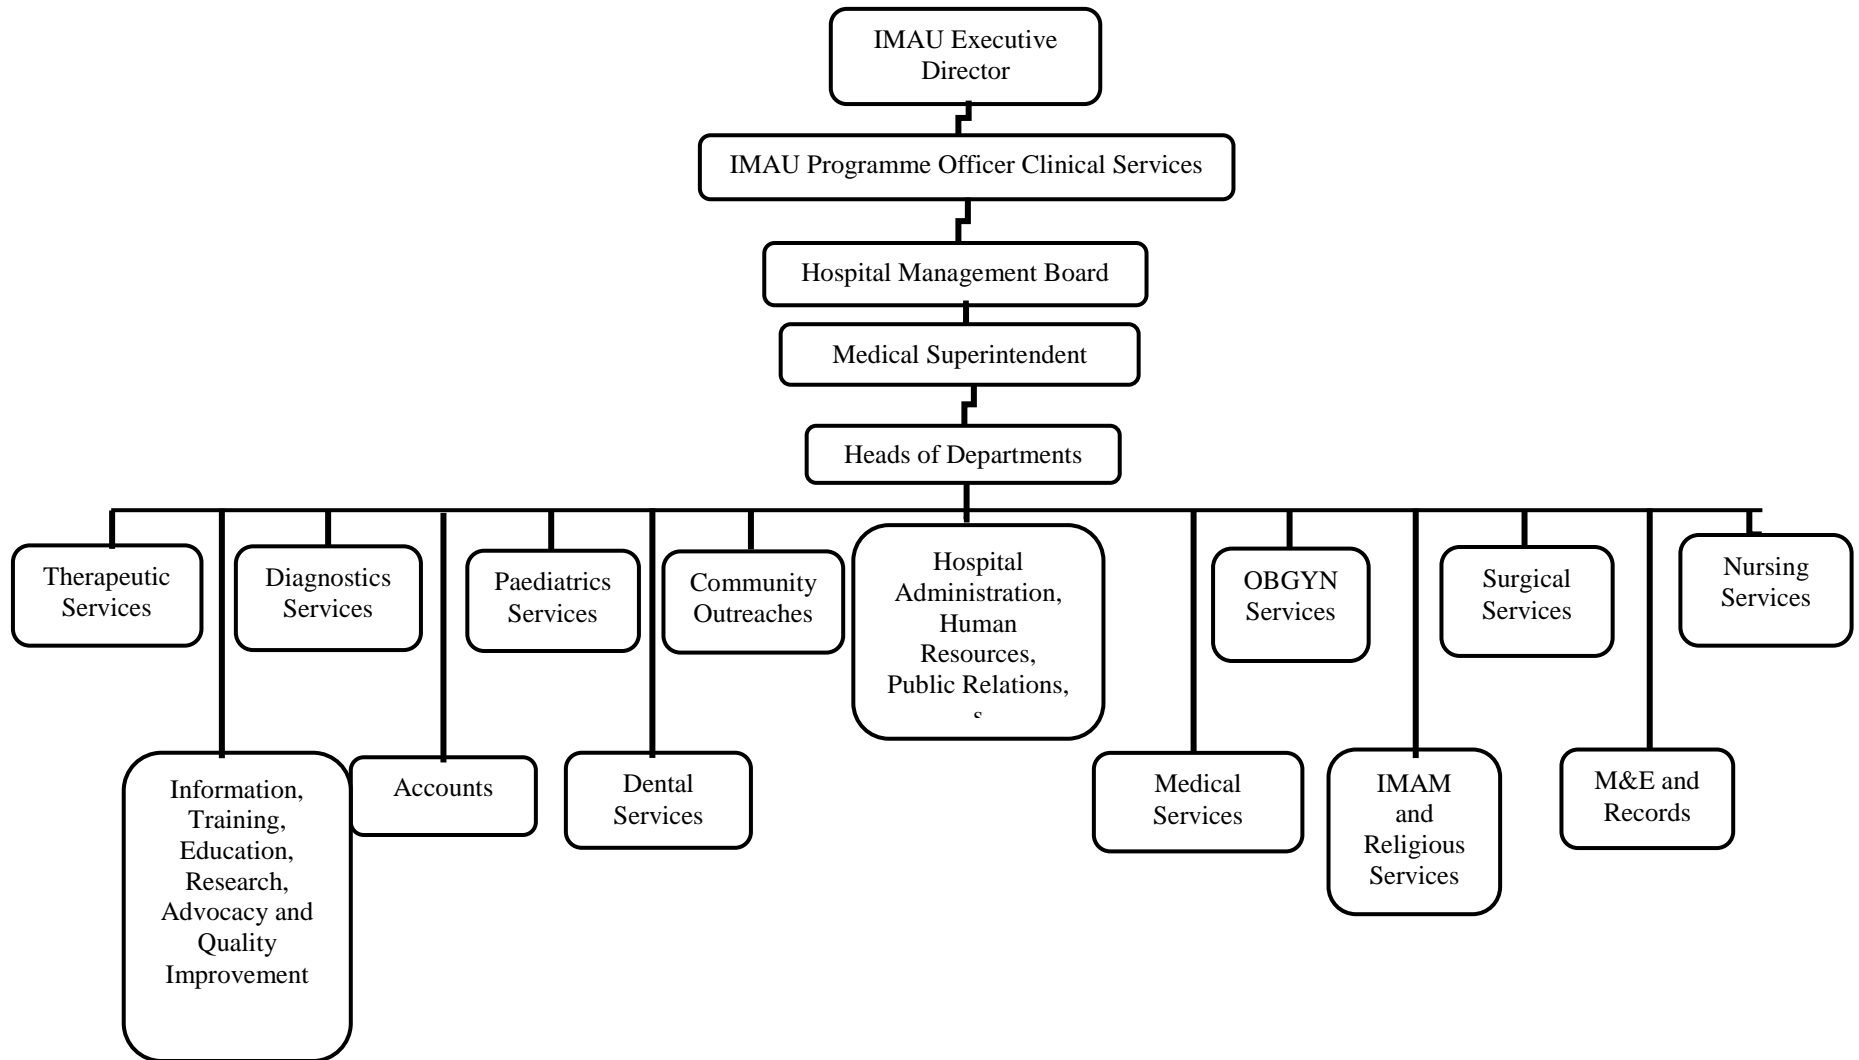 IMAU Executive
Director
IMAU Programme Officer Clinical Services
Hospital Management Board
Medical Superintendent
Heads of Departments
Therapeutic
Services
Diagnostics
Services
Paediatrics
Services
Community
Outreaches
Hospital
Administration,
Human
Resources,
Public Relations,
OBGYN
Services
Surgical
Services
Nursing
Services
Information,
Training,
Education,
Research,
Advocacy and
Quality
Improvement
Accounts
Dental
Services
Medical
Services
IMAM
and
Religious
Services
M&E and
Records